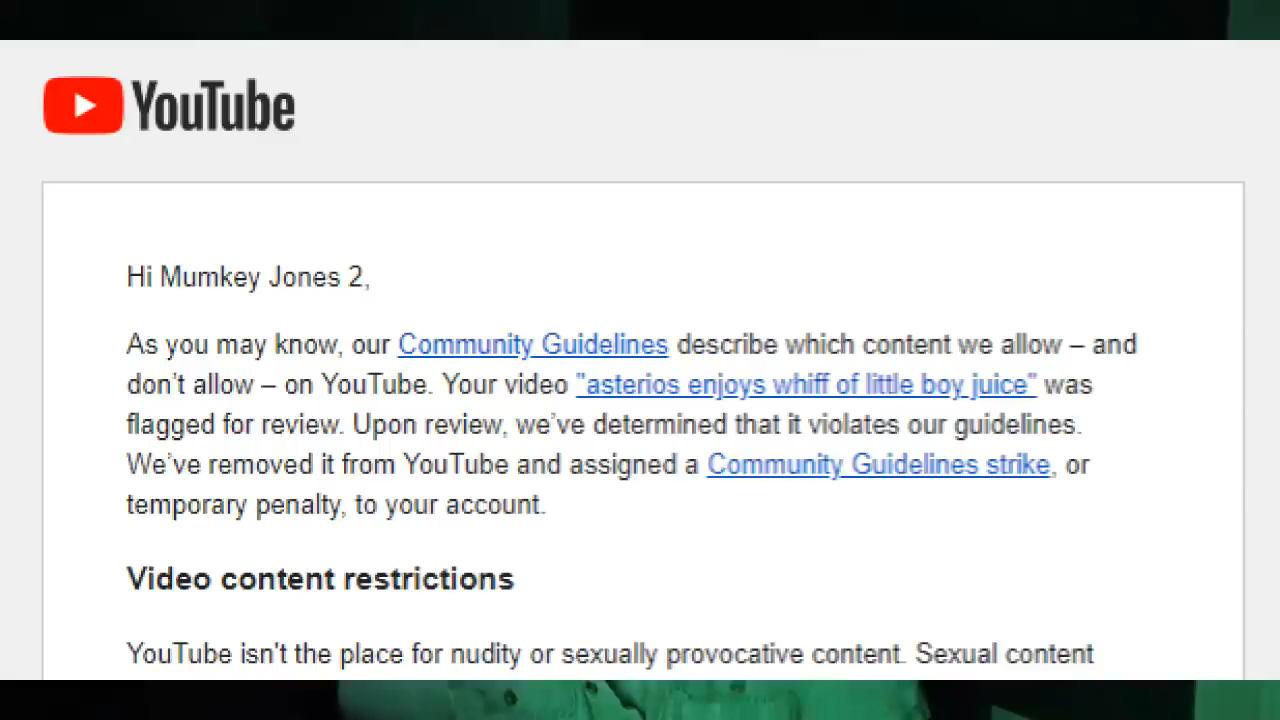 YouTube
Hi Mumkey Jones 2,
As you may know, our Community Guidelines describe which content we allow – and
don't allow – on YouTube. Your video "asterios enjoys whiff of little boy juice" was
flagged for review. Upon review, we've determined that it violates our guidelines.
We've removed it from YouTube and assigned a Community Guidelines strike, or
temporary penalty, to your account.
Video content restrictions
YouTube isn't the place for nudity or sexually provocative content. Sexual content